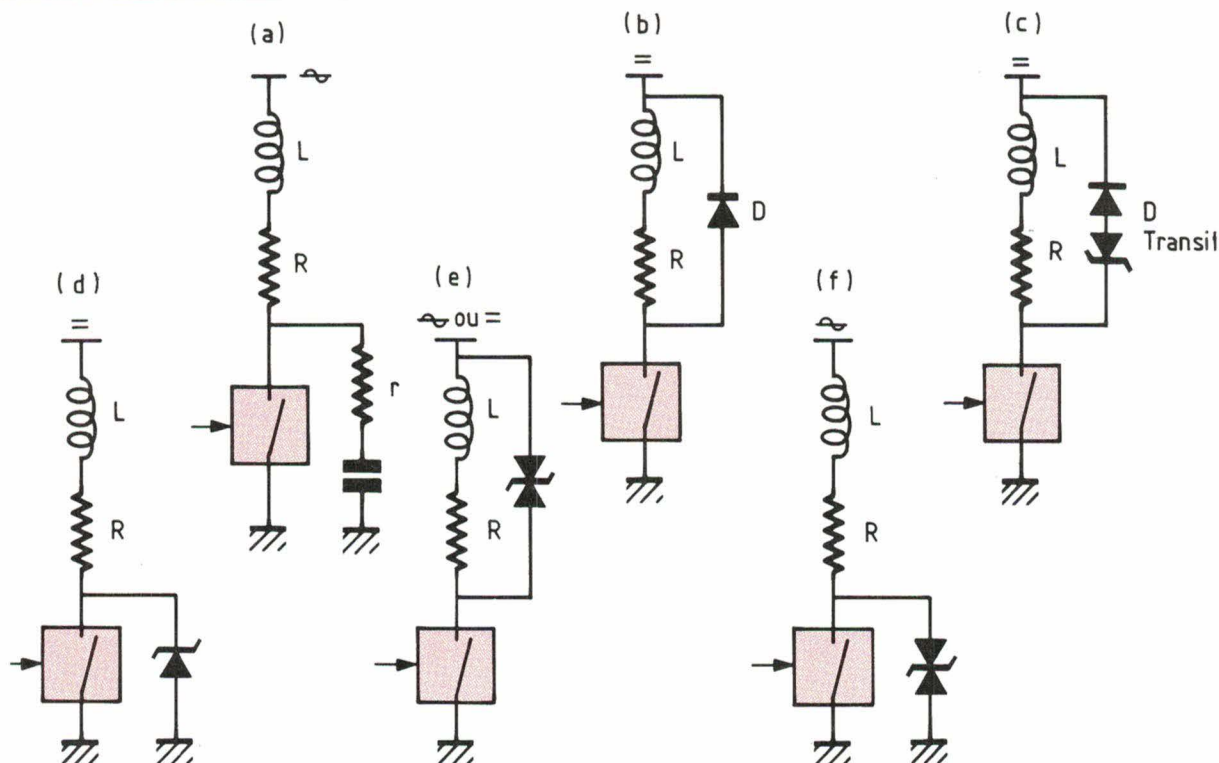 (a)
L
R
r
(b)
=
L
D
R
(c)
=
L
D
R
Transil
(d)
=
L
R
(e)
ou =
L
R
(f)
L
R